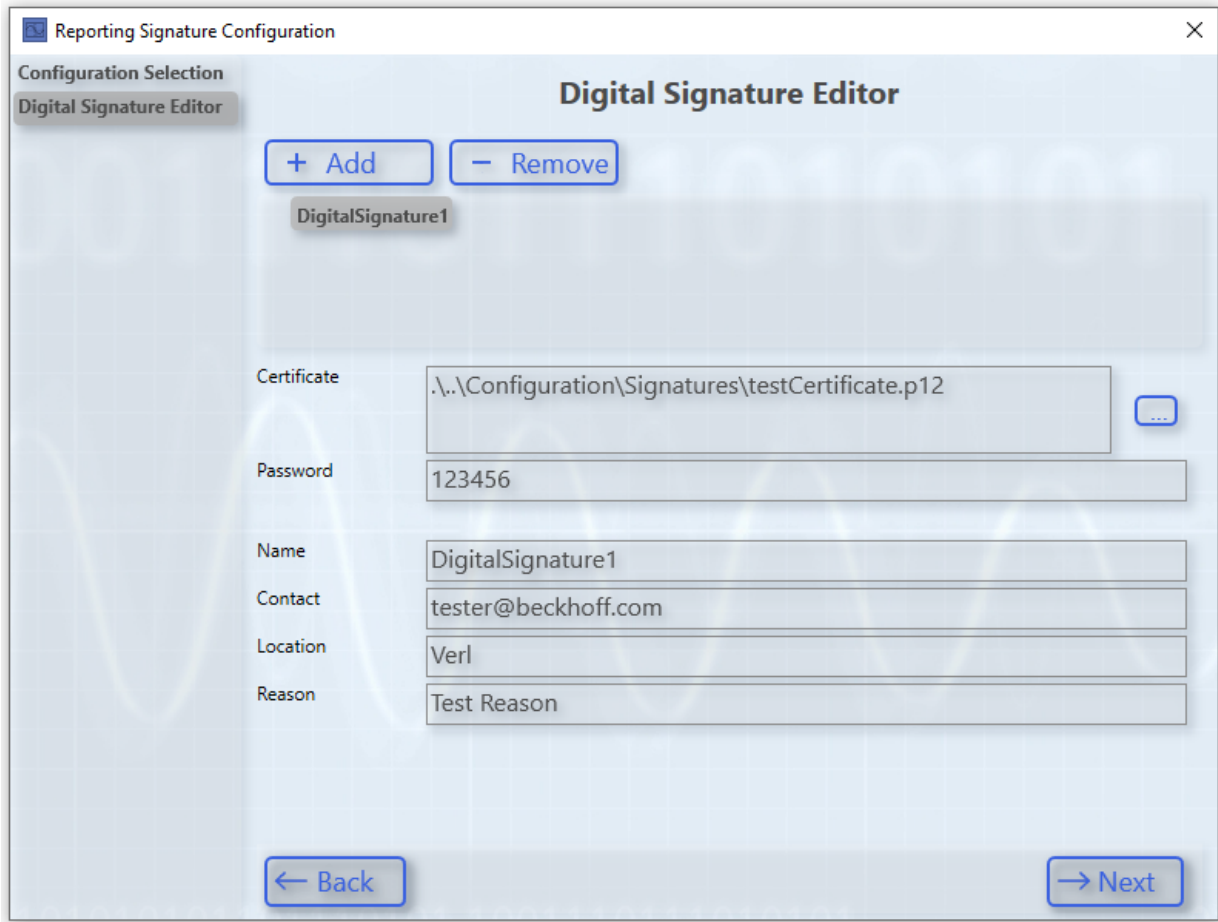 Reporting Signature Configuration
Configuration Selection
Digital Signature Editor
Digital Signature Editor
+ Add
− Remove
DigitalSignature1
Certificate
.\..\Configuration\Signatures\testCertificate.p12
...
Password
123456
Name
DigitalSignature1
Contact
tester@beckhoff.com
Location
Verl
Reason
Test Reason
← Back
→ Next